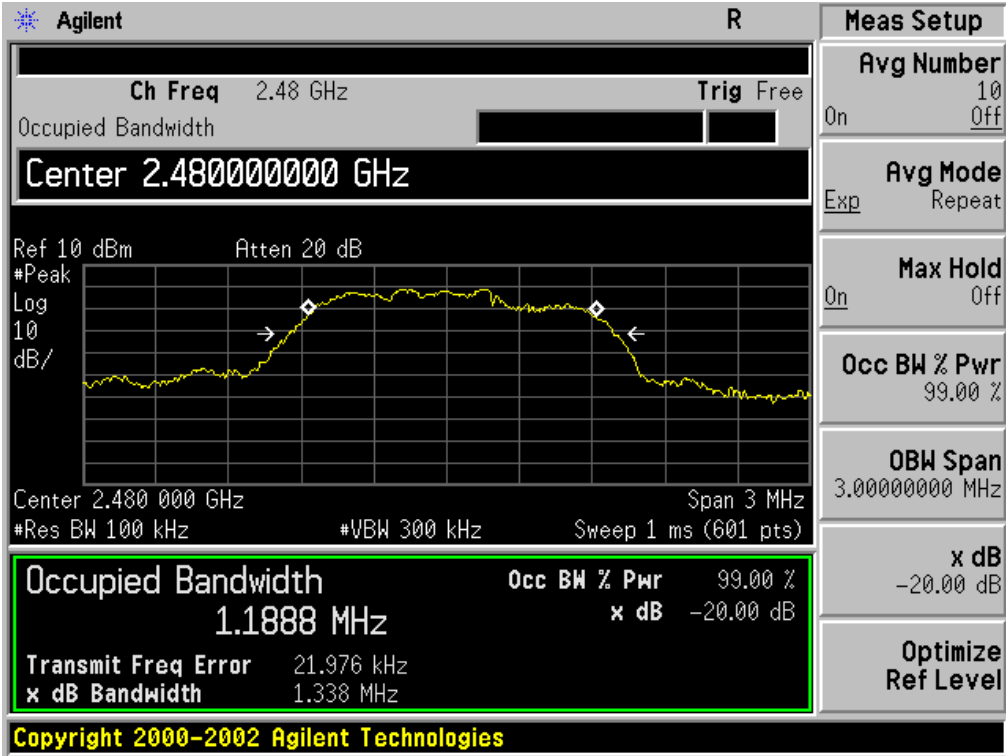 Agilent R
Ch Freq 2.48 GHz Trig Free
Occupied Bandwidth
Center 2.480000000 GHz
Ref 10 dBm Atten 20 dB
#Peak
Log
10
dB/
Center 2.480 000 GHz Span 3 MHz
#Res BW 100 kHz #VBW 300 kHz Sweep 1 ms (601 pts)
Occupied Bandwidth Occ BW % Pwr 99.00 %
1.1888 MHz x dB -20.00 dB
Transmit Freq Error 21.976 kHz
x dB Bandwidth 1.338 MHz
Copyright 2000-2002 Agilent Technologies
Meas Setup
Avg Number
10
On Off
Avg Mode
Exp Repeat
Max Hold
On Off
Occ BW % Pwr
99.00 %
OBW Span
3.00000000 MHz
x dB
-20.00 dB
Optimize
Ref Level